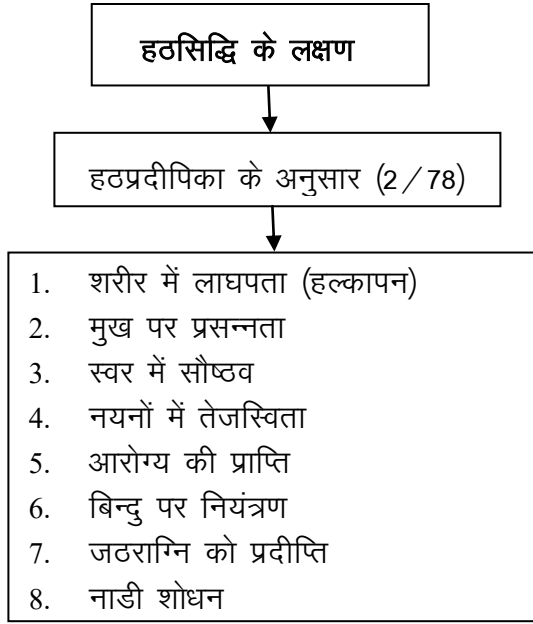 हठसिद्धि के लक्षण
हठप्रदीपिका के अनुसार (2/78)
1. शरीर में लाघपता (हल्कापन)
2. मुख पर प्रसन्नता
3. स्वर में सौष्ठव
4. नयनों में तेजस्विता
5. आरोग्य की प्राप्ति
6. बिन्दु पर नियंत्रण
7. जठराग्नि को प्रदीप्ति
8. नाडी शोधन